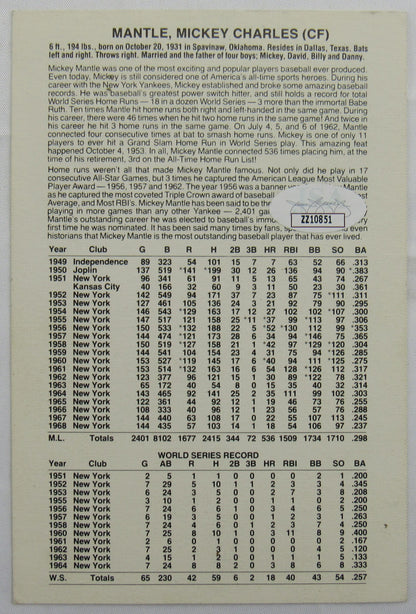 MANTLE, MICKEY CHARLES (CF)
6 ft., 194 lbs., born on October 20, 1931 in Spavinaw, Oklahoma. Resides in Dallas, Texas. Bats
left and right. Throws right. Married and the father of four boys; Mickey, David, Billy and Danny.
Mickey Mantle was one of the most exciting and popular players baseball ever produced.
Even today, Mickey is still considered one of America's all-time sports heroes. During his
career with the New York Yankees, Mickey established and broke some amazing baseball
records. He was baseball's greatest power switch hitter, and still holds a record for total
World Series Home Runs — 18 in a dozen World Series — 3 more than the immortal Babe
Ruth. Ten times Mantle hit home runs both right and left-handed in the same game. During
his career, there were 46 times when he hit two home runs in the same game! And twice in
his career he hit 3 home runs in the same game. On July 4, 5, and 6 of 1962, Mantle
connected four consecutive times at bat to smash home runs. Mickey is one of only 11
players to ever hit a Grand Slam Home Run in World Series play. This amazing feat
happened October 4, 1953. In all, Mickey Mantle connected 536 times placing him, at the
time of his retirement, 3rd on the All-Time Home Run List!
Home runs weren't all that made Mickey Mantle famous. Not only did he play in 17
consecutive All-Star Games, but 3 times he captured the American League Most Valuable
Player Award — 1956, 1957 and 1962. The year 1956 was a banner
as he captured the most coveted Triple Crown award of baseball
Average, and Most RBI's. Mickey Mantle has been said to be the
playing in more games than any other Yankee — 2,401
Mantle's outstanding career he was elected to baseball's
first time he was nominated. It has been said many times by fans,
historians that Mickey Mantle is the most outstanding baseball player that has ever lived.
ZZ10851
Year Club G B R H 2B 3B HR RBI BB SO BA
1949 Independence 89 323 54 101 15 7 7 63 52 66 .313
1950 Joplin 137 519 *141 *199 30 12 26 136 94 90 *.383
1951 New York 96 341 61 91 11 5 13 65 43 74 .267
Kansas City 40 166 32 60 9 3 11 50 23 30 .361
1952 New York 142 549 94 171 37 7 23 87 75 *111 .311
1953 New York 127 461 105 136 24 3 21 92 79 90 .295
1954 New York 146 543 *129 163 17 12 27 102 102 *107 .300
1955 New York 147 517 121 158 25 *11 *37 99 *113 97 .306
1956 New York 150 533 *132 188 22 5 *52 *130 112 99 *.353
1957 New York 144 474 *121 173 28 6 34 94 *146 75 .365
1958 New York 150 519 *127 158 21 1 *42 97 *129 *120 .304
1959 New York 144 541 104 154 23 4 31 75 94 *126 .285
1960 New York 153 527 *119 145 17 6 *40 94 111 *125 .275
1961 New York 153 514 *132 163 16 6 54 128 *126 112 .317
1962 New York 123 377 96 121 15 1 30 89 *122 78 .321
1963 New York 65 172 40 54 8 0 15 35 40 32 .314
1964 New York 143 465 92 141 25 2 35 111 99 102 .303
1965 New York 122 361 44 92 12 1 19 46 73 76 .255
1966 New York 108 333 40 96 12 1 23 56 57 76 .288
1967 New York 144 440 63 108 17 0 22 55 107 113 .245
1968 New York 144 435 57 103 14 1 18 54 106 97 .237
M.L. Totals 2401 8102 1677 2415 344 72 536 1509 1734 1710 .298
WORLD SERIES RECORD
Year Club G AB R H 2B 3B HR RBI BB SO BA
1951 New York 2 5 1 1 0 0 0 0 2 1 .200
1952 New York 7 29 5 10 1 1 2 3 3 4 .345
1953 New York 6 24 3 5 0 0 2 7 3 8 .208
1955 New York 3 10 1 2 0 0 1 1 0 2 .200
1956 New York 7 24 6 6 1 0 3 4 6 5 .250
1957 New York 6 19 3 5 0 0 1 2 3 1 .263
1958 New York 7 24 4 6 0 1 2 3 7 4 .250
1960 New York 7 25 8 10 1 0 3 11 8 9 .400
1961 New York 2 6 0 1 0 0 0 0 0 2 .167
1962 New York 7 25 2 3 1 0 0 0 4 5 .120
1963 New York 4 15 1 2 0 0 1 1 1 5 .133
1964 New York 7 24 8 8 2 0 3 8 6 8 .333
W.S. Totals 65 230 42 59 6 2 18 40 43 54 .257